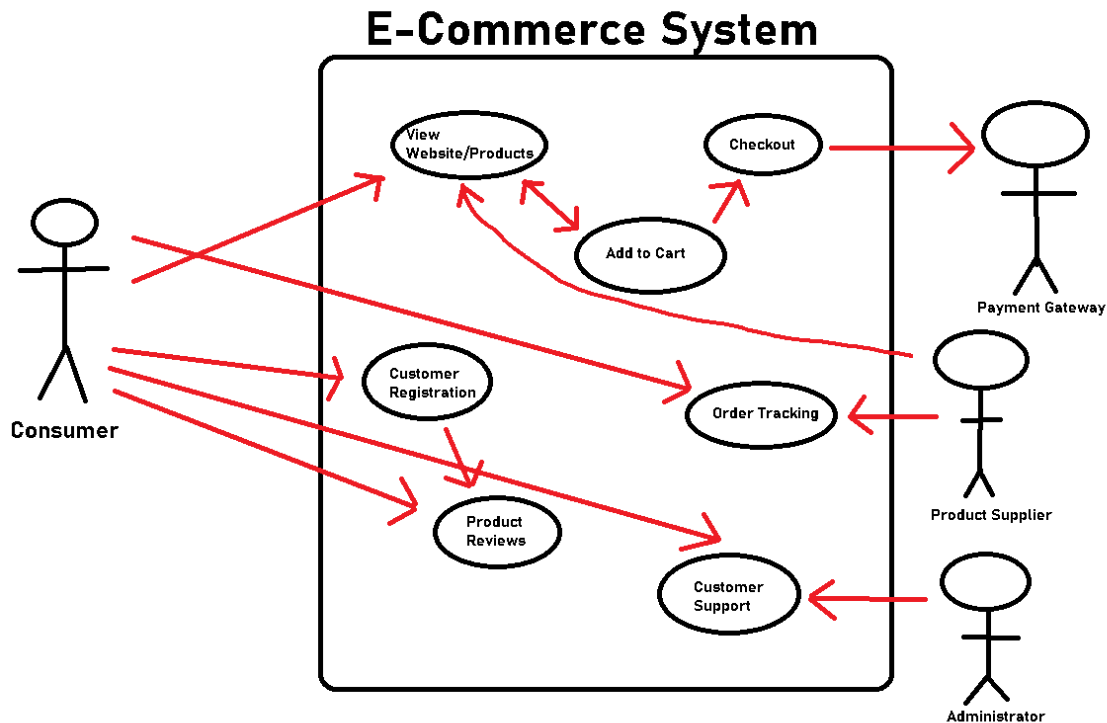 E-Commerce System
View
Website/Products
Checkout
Add to Cart
Payment Gateway
Customer
Registration
Order Tracking
Consumer
Product
Reviews
Product Supplier
Customer
Support
Administrator